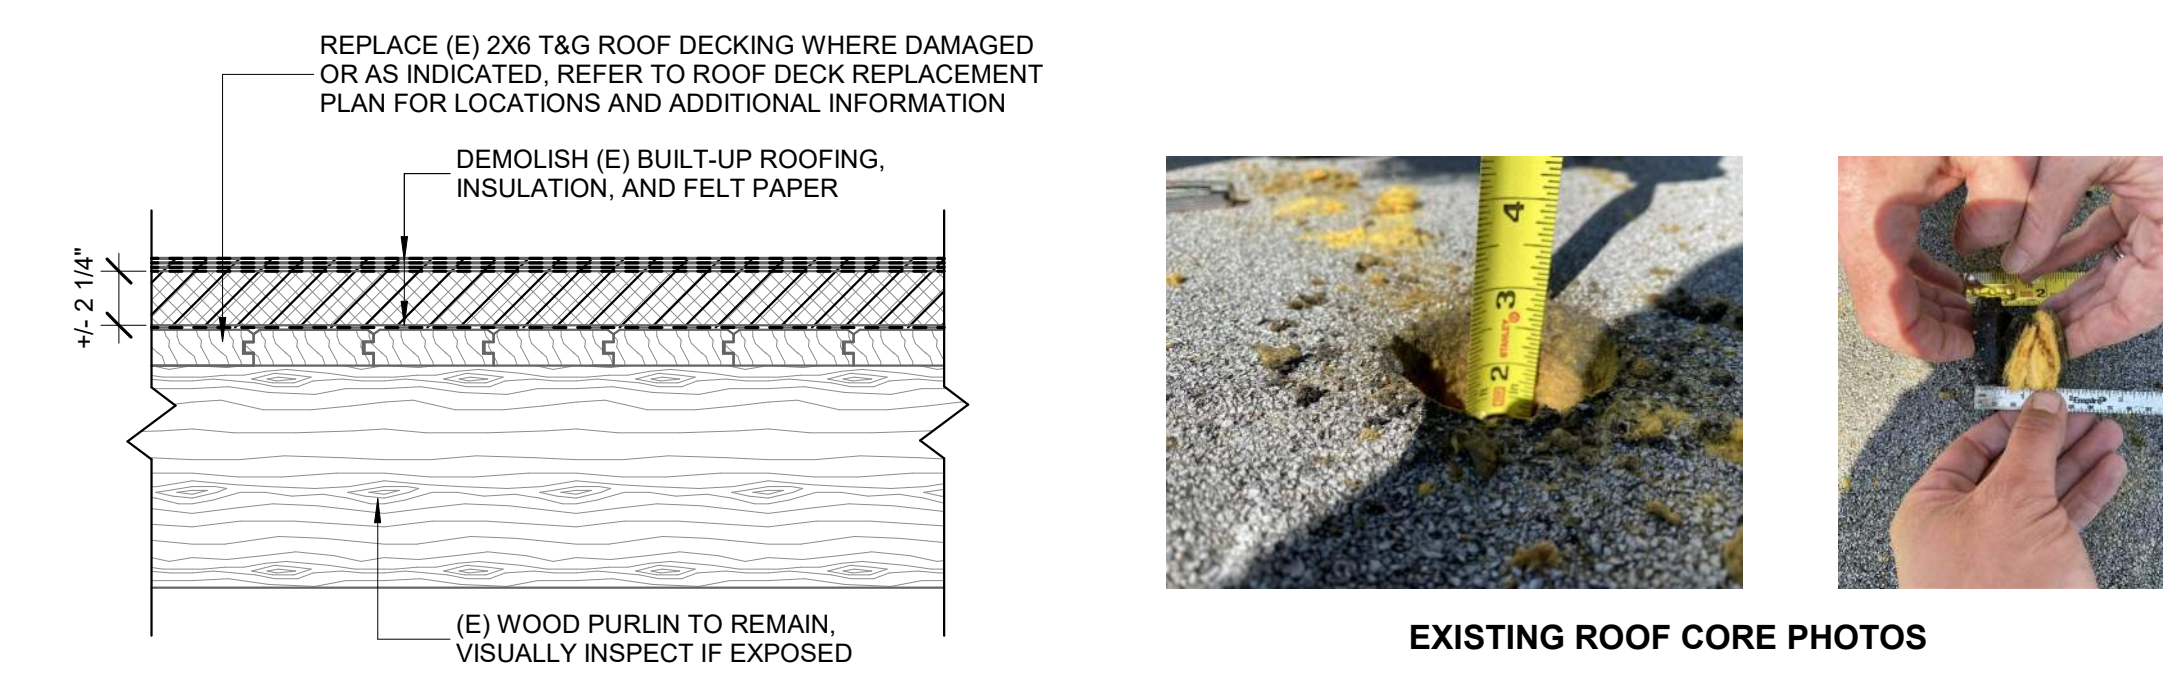 REPLACE (E) 2X6 T&G ROOF DECKING WHERE DAMAGED
OR AS INDICATED, REFER TO ROOF DECK REPLACEMENT
PLAN FOR LOCATIONS AND ADDITIONAL INFORMATION
DEMOLISH (E) BUILT-UP ROOFING,
INSULATION, AND FELT PAPER
+/- 2 1/4"
(E) WOOD PURLIN TO REMAIN,
VISUALLY INSPECT IF EXPOSED
4
3
STANLEY
2
2
Empire
EXISTING ROOF CORE PHOTOS